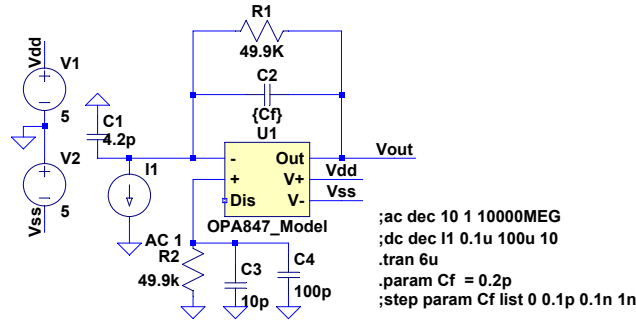 R1
49.9K
C2
{Cf}
U1
Vdd
V1
5
V2
Vss
5
C1
4.2p
I1
AC 1
-
+
Dis
Out
V+
V-
OPA847_Model
Vout
Vdd
Vss
R2
49.9k
C3
10p
C4
100p
;ac dec 10 1 10000MEG
;dc dec I1 0.1u 100u 10
.tran 6u
.param Cf = 0.2p
;step param Cf list 0 0.1p 0.1n 1n